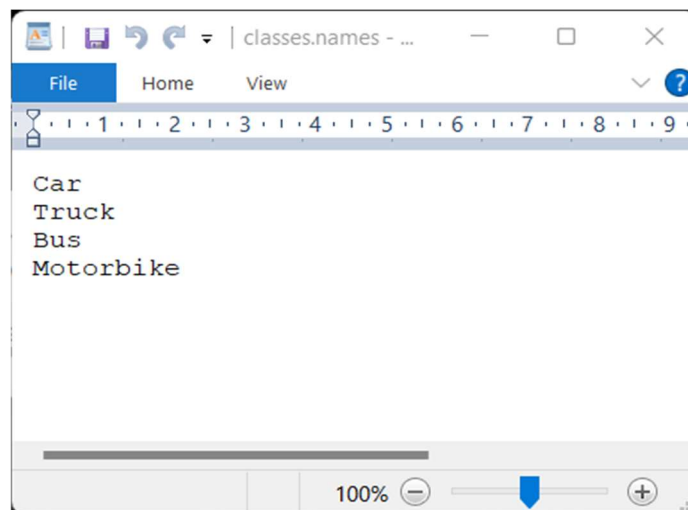 classes.names - ...
File Home View ?
1 2 3 4 5 6 7 8 9
Car
Truck
Bus
Motorbike
100%